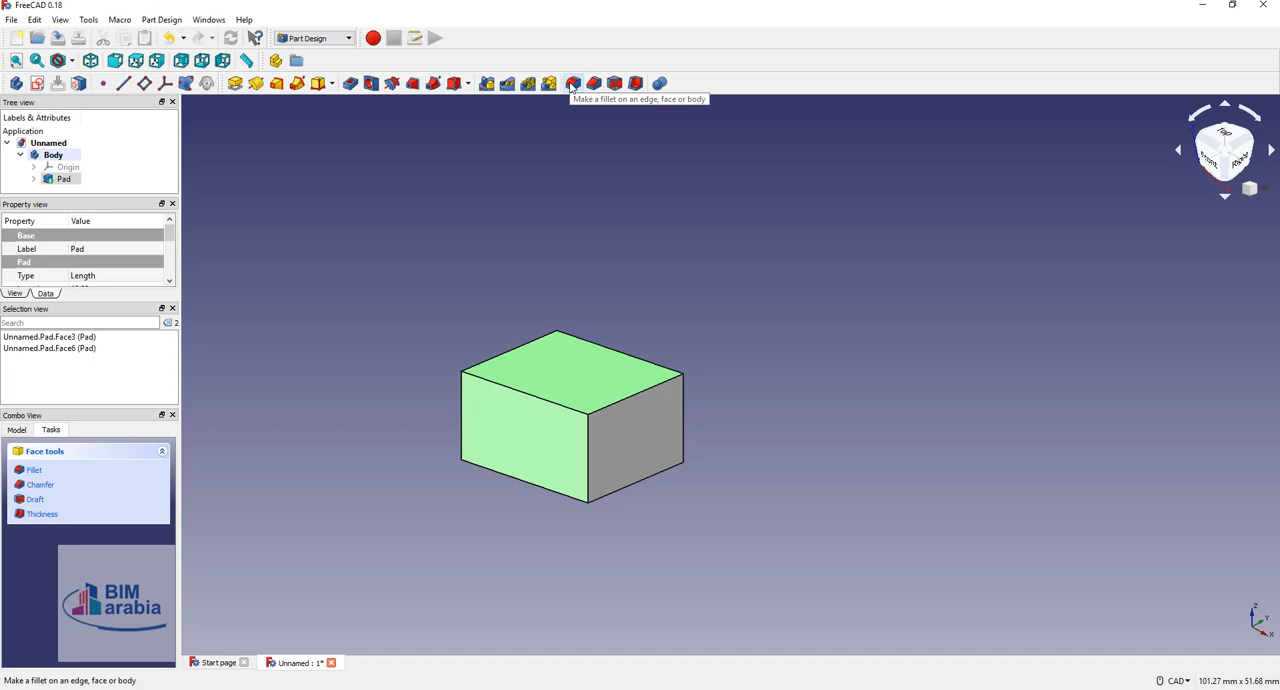 FreeCAD 0.18
File Edit View Tools Macro Part Design Windows Help
Part Design
Make a fillet on an edge, face or body
Tree view
Labels & Attributes
Application
Unnamed
Body
Origin
Pad
Property view
Property Value
Base
Label Pad
Pad
Type Length
View Data
Selection view
Search 2
Unnamed.Pad.Face3 (Pad)
Unnamed.Pad.Face6 (Pad)
Combo View
Model Tasks
Face tools
Fillet
Chamfer
Draft
Thickness
BIM
arabia
Top
Front
Right
Z
Y
X
Start page Unnamed : 1*
Make a fillet on an edge, face or body
CAD 101.27 mm x 51.68 mm